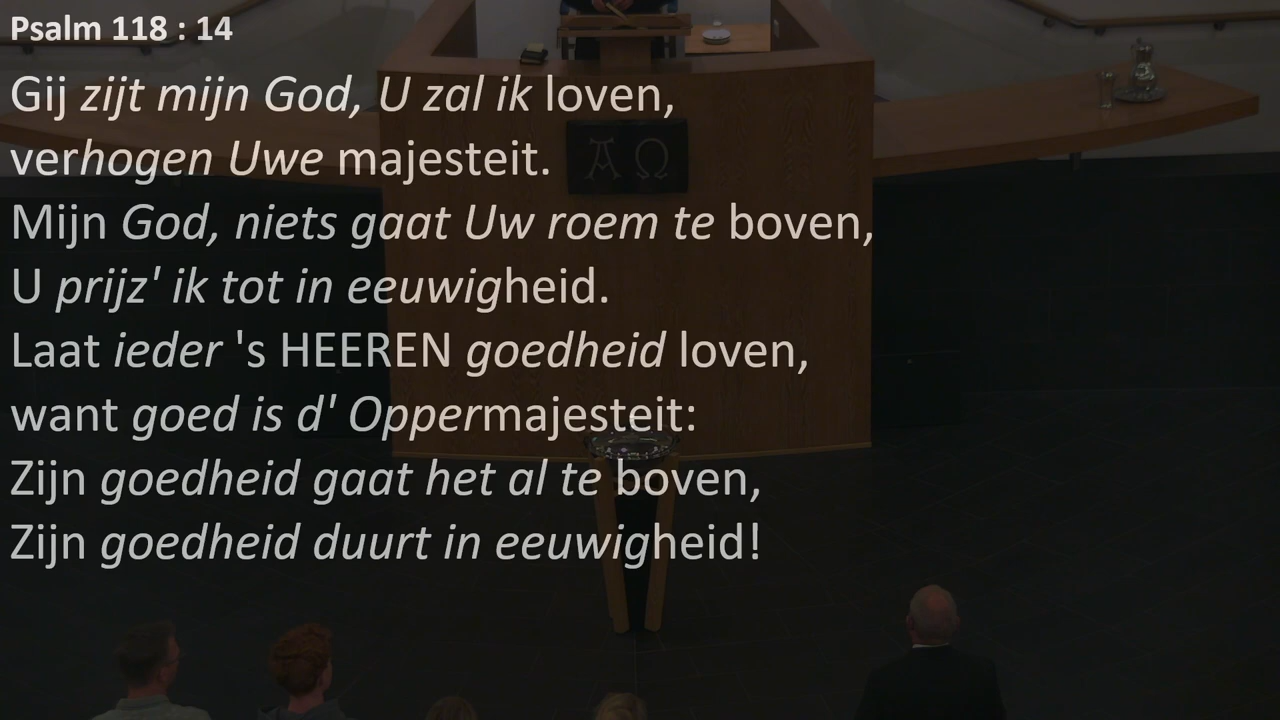 Psalm 118 : 14
Gij zijt mijn God, U zal ik loven,
verhogen Uwe majesteit.
Mijn God, niets gaat Uw roem te boven,
U prijz' ik tot in eeuwigheid.
Laat ieder 's HEEREN goedheid loven,
want goed is d' Oppermajesteit:
Zijn goedheid gaat het al te boven,
Zijn goedheid duurt in eeuwigheid!
Α Ω